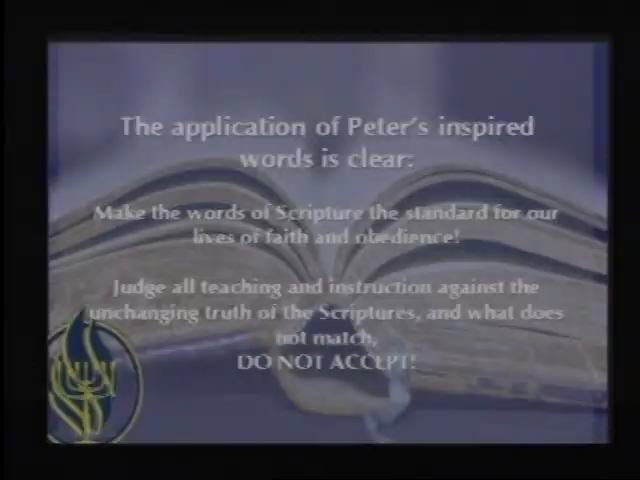 The application of Peter's inspired
words is clear:
Make the words of Scripture the standard for our
lives of faith and obedience!
Judge all teaching and instruction against the
unchanging truth of the Scriptures, and what does
not match,
DO NOT ACCEPT!